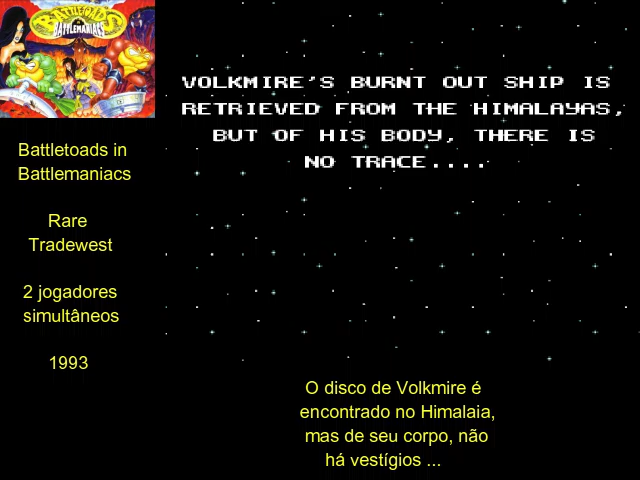 BATTLETOADS
BATTLEMANIACS
Battletoads in
Battlemaniacs
Rare
Tradewest
2 jogadores
simultâneos
1993
VOLKMIRE'S BURNT OUT SHIP IS
RETRIEVED FROM THE HIMALAYAS,
BUT OF HIS BODY, THERE IS
NO TRACE....
O disco de Volkmire é
encontrado no Himalaia,
mas de seu corpo, não
há vestígios ...